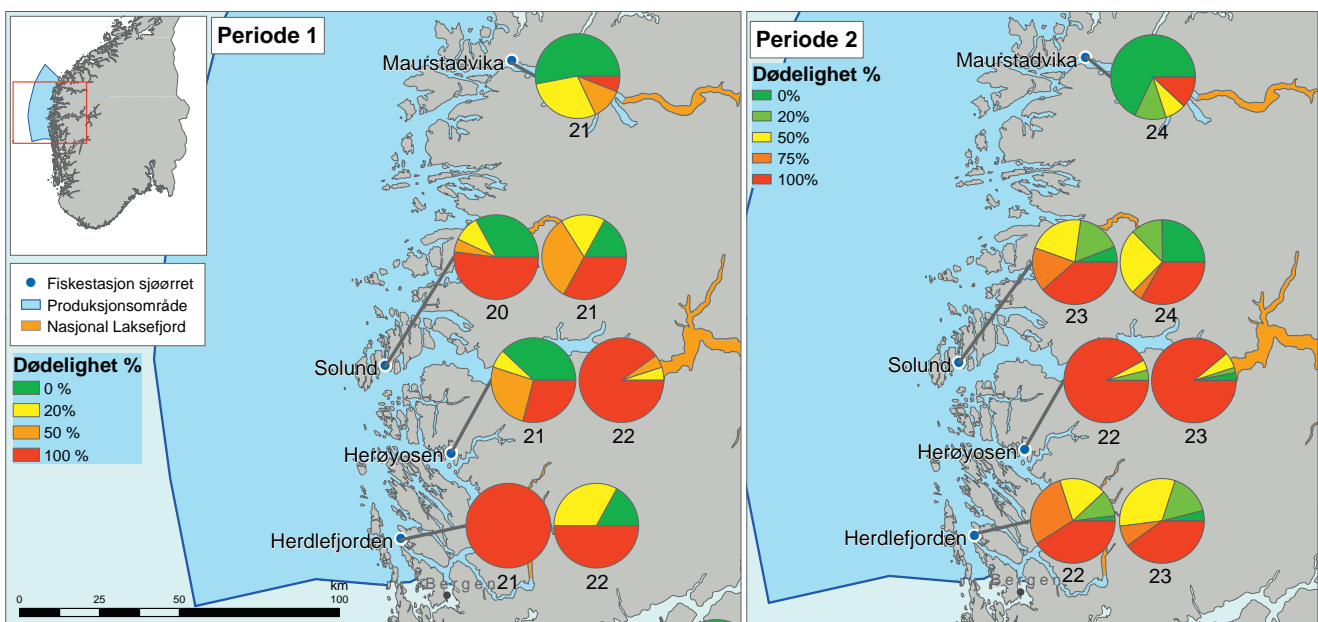 Periode 1
Maurstadvika
21
20
21
Fiskestasjon sjøørret
Produksjonsområde
Nasjonal Laksefjord
Dødelighet %
0 %
20%
50 %
100 %
Solund
21
22
Herøyosen
Herdlefjorden
21
22
Bergen
km
0
25
50
100
Periode 2
Maurstadvika
Dødelighet %
0%
20%
50%
75%
100%
24
23
24
Solund
22
23
Herøyosen
Herdlefjorden
22
23
Bergen